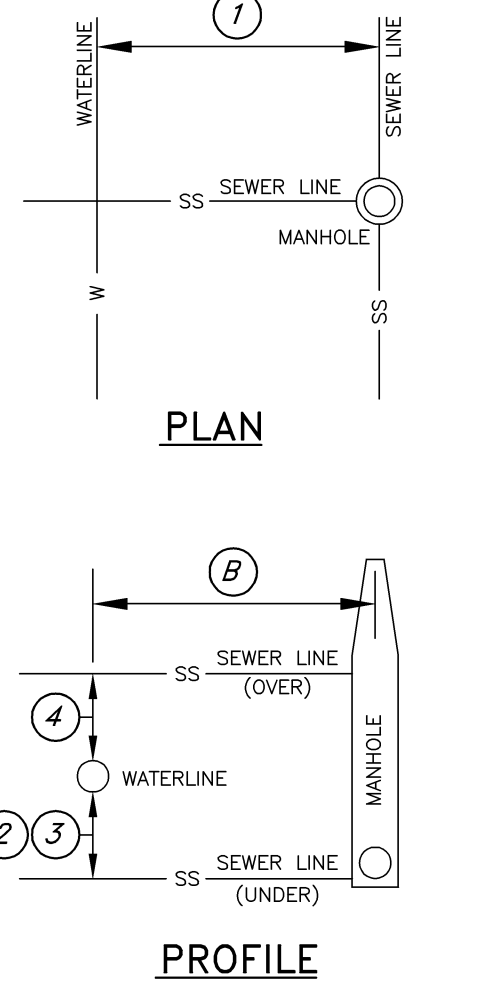 1
WATERLINE
SEWER LINE
SEWER LINE
SS
MANHOLE
W
SS
PLAN
B
SEWER LINE
SS
(OVER)
4
MANHOLE
WATERLINE
2 3
SEWER LINE
SS
(UNDER)
PROFILE